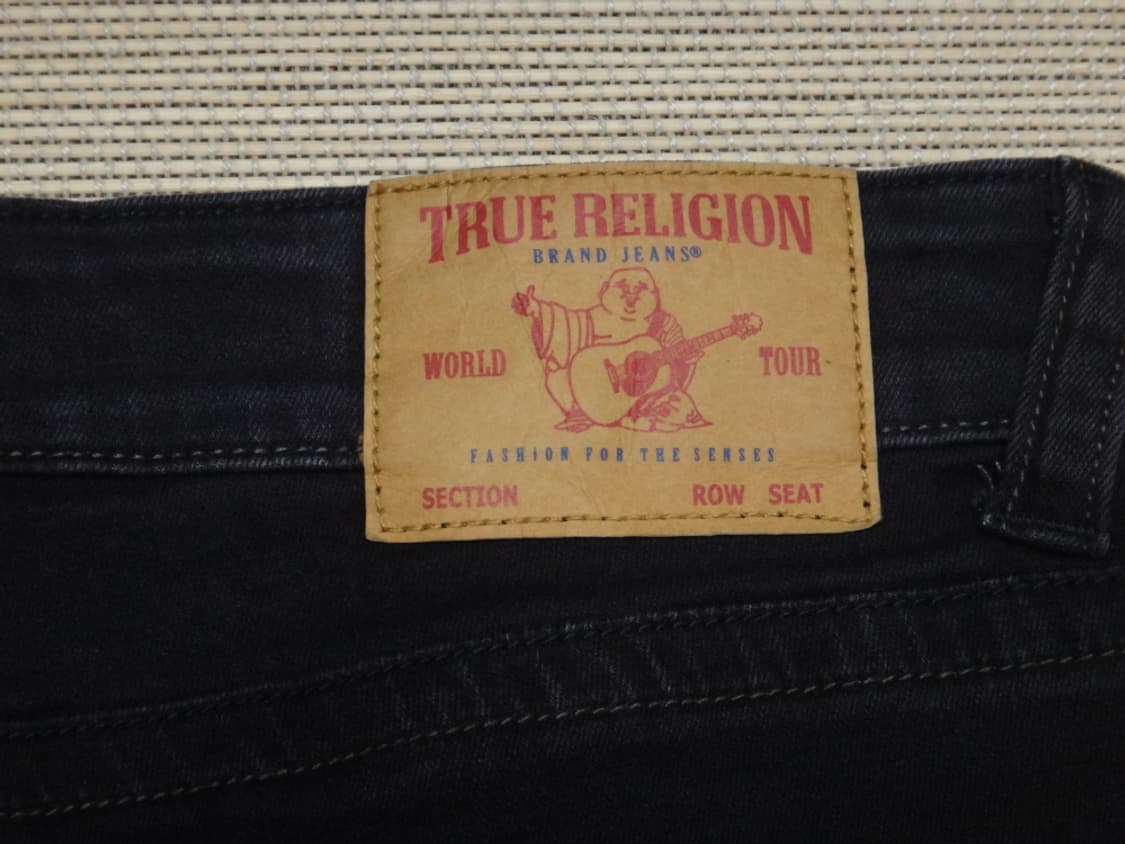 TRUE RELIGION
BRAND JEANS®
WORLD TOUR
FASHION FOR THE SENSES
SECTION ROW SEAT